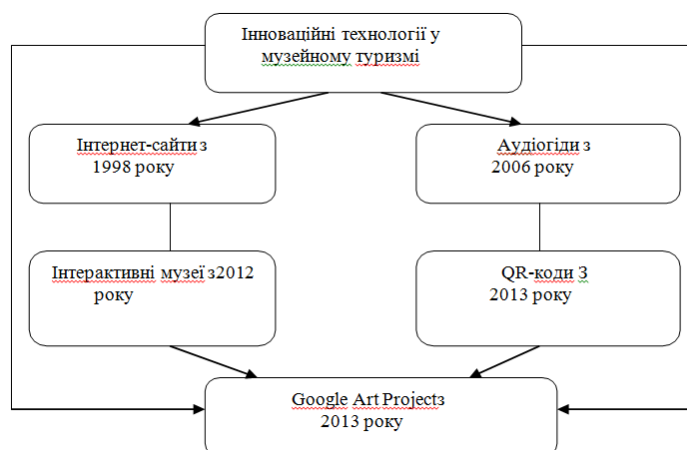 Інноваційні технології у
музейному туризмі
Інтернет-сайти з
1998 року
Аудіогіди з
2006 року
Інтерактивні музеї з2012
року
QR-коди З
2013 року
Google Art Projectз
2013 року